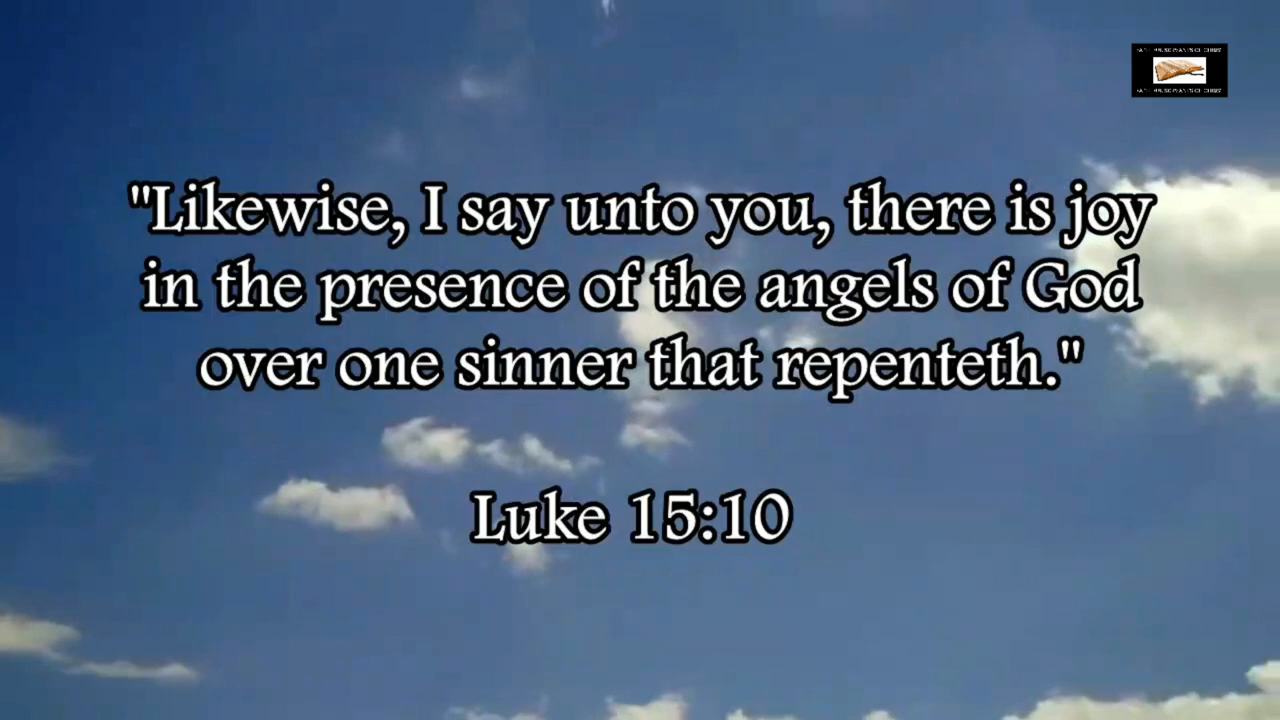 "Likewise, I say unto you, there is joy
in the presence of the angels of God
over one sinner that repenteth."
Luke 15:10